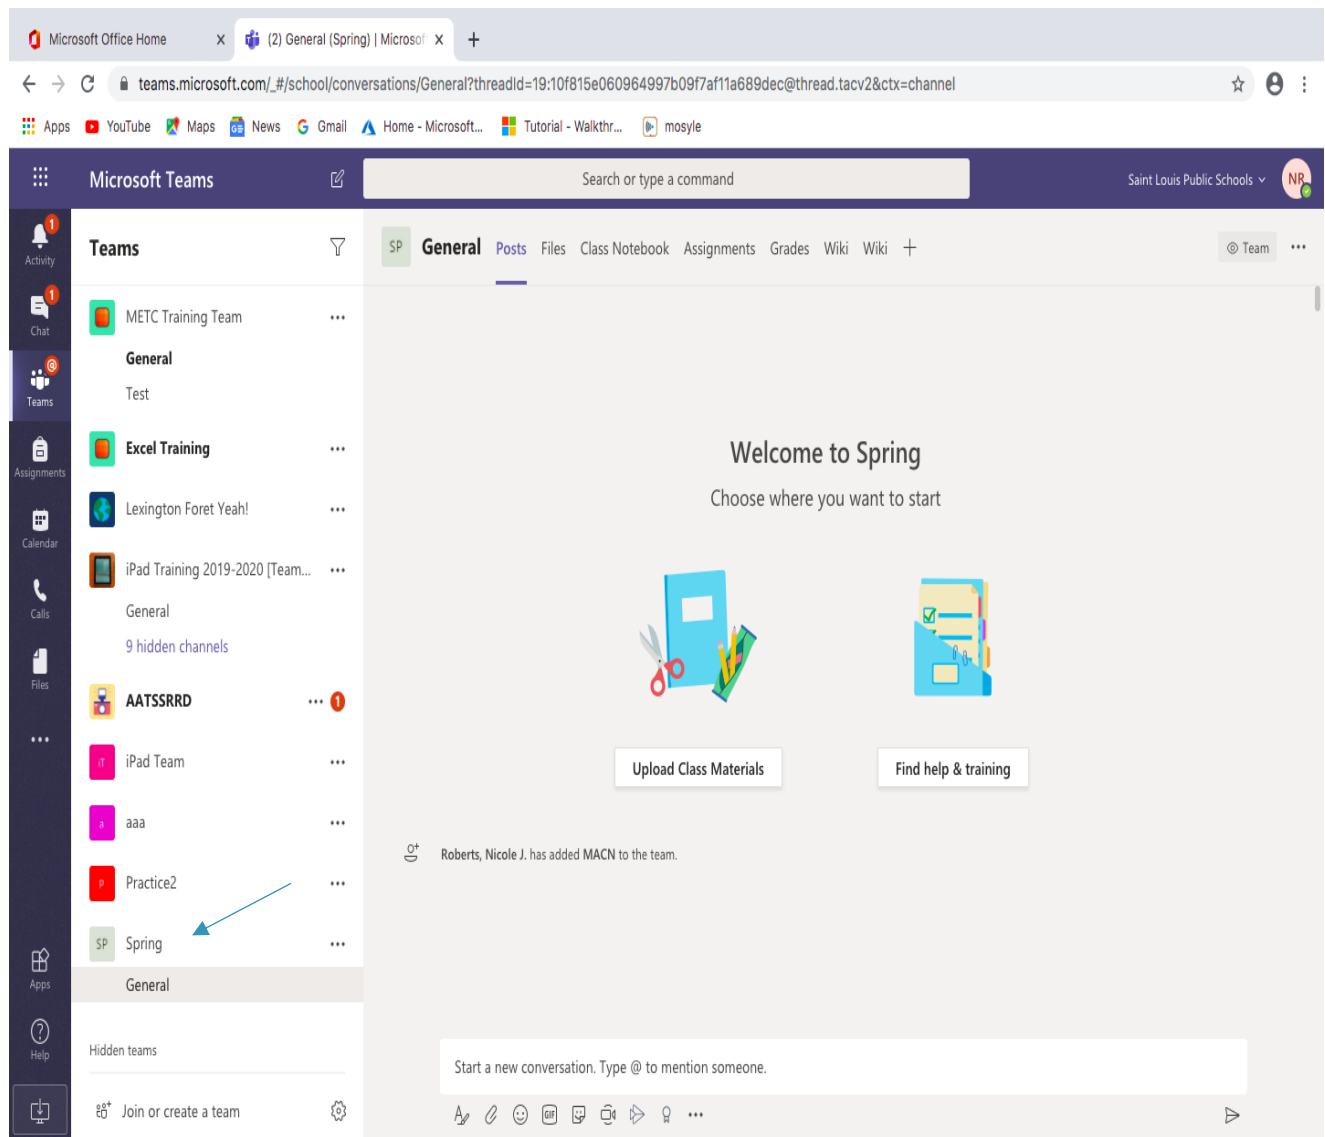 Microsoft Office Home
(2) General (Spring) | Microsof
teams.microsoft.com/_#/school/conversations/General?threadId=19:10f815e060964997b09f7af11a689dec@thread.tacv2&ctx=channel
Apps YouTube Maps News Gmail Home - Microsoft... Tutorial - Walkthr... mosyle
Microsoft Teams
Search or type a command
Saint Louis Public Schools
NR
1
Activity
1
Chat
@
Teams
Assignments
Calendar
Calls
Files
Apps
Help
Teams
METC Training Team
General
Test
Excel Training
Lexington Foret Yeah!
iPad Training 2019-2020 [Team...
General
9 hidden channels
AATSSRRD
1
iT iPad Team
a aaa
P Practice2
SP Spring
General
Hidden teams
Join or create a team
SP General Posts Files Class Notebook Assignments Grades Wiki Wiki
Team
Welcome to Spring
Choose where you want to start
Upload Class Materials
Find help & training
Roberts, Nicole J. has added MACN to the team.
Start a new conversation. Type @ to mention someone.
GIF